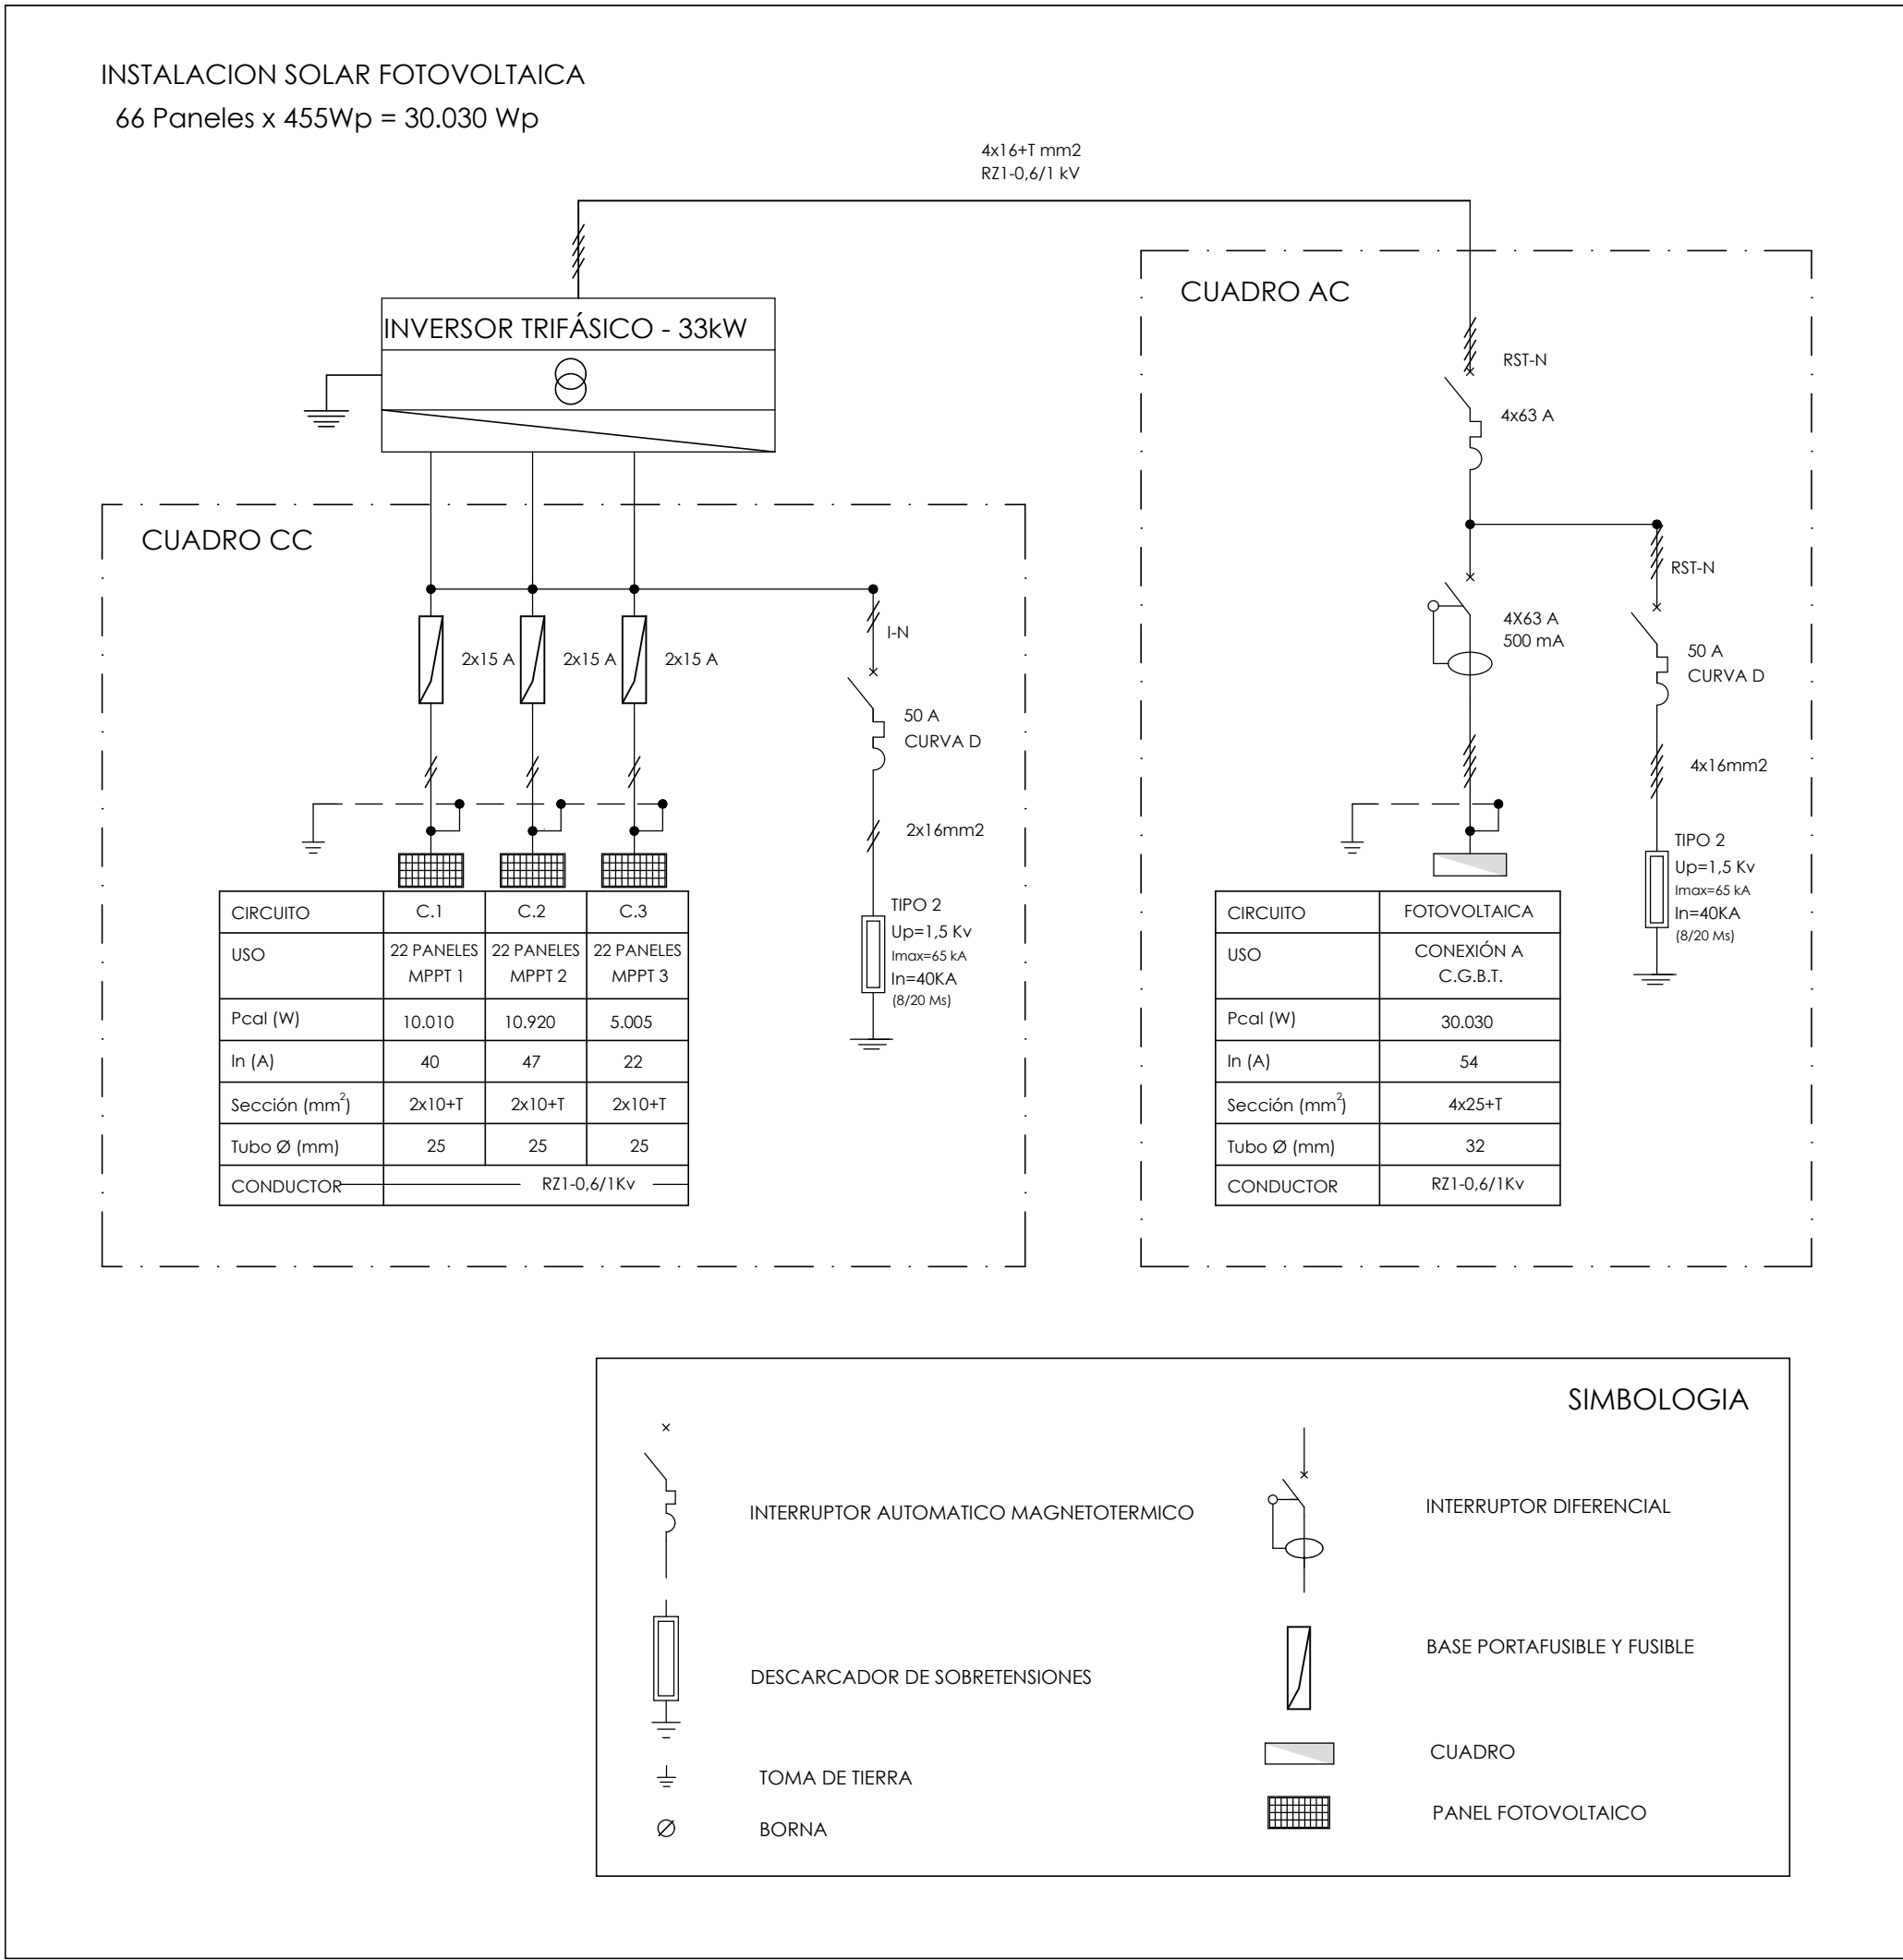 INSTALACION SOLAR FOTOVOLTAICA
66 Paneles x 455Wp = 30.030 Wp
4x16+T mm2
RZ1-0,6/1 kV
INVERSOR TRIFÁSICO - 33kW
CUADRO AC
RST-N
4x63 A
CUADRO CC
RST-N
I-N
4X63 A
500 mA
2x15 A
2x15 A
2x15 A
50 A
CURVA D
50 A
CURVA D
4x16mm2
2x16mm2
TIPO 2
Up=1,5 Kv
Imax=65 kA
In=40KA
(8/20 Ms)
TIPO 2
Up=1,5 Kv
Imax=65 kA
In=40KA
(8/20 Ms)
CIRCUITO C.1 C.2 C.3
USO 22 PANELES 22 PANELES 22 PANELES
MPPT 1 MPPT 2 MPPT 3
Pcal (W) 10.010 10.920 5.005
In (A) 40 47 22
Sección (mm2) 2x10+T 2x10+T 2x10+T
Tubo Ø (mm) 25 25 25
CONDUCTOR RZ1-0,6/1Kv
CIRCUITO FOTOVOLTAICA
USO CONEXIÓN A
C.G.B.T.
Pcal (W) 30.030
In (A) 54
Sección (mm2) 4x25+T
Tubo Ø (mm) 32
CONDUCTOR RZ1-0,6/1Kv
SIMBOLOGIA
INTERRUPTOR AUTOMATICO MAGNETOTERMICO
INTERRUPTOR DIFERENCIAL
BASE PORTAFUSIBLE Y FUSIBLE
DESCARCADOR DE SOBRETENSIONES
CUADRO
TOMA DE TIERRA
PANEL FOTOVOLTAICO
BORNA